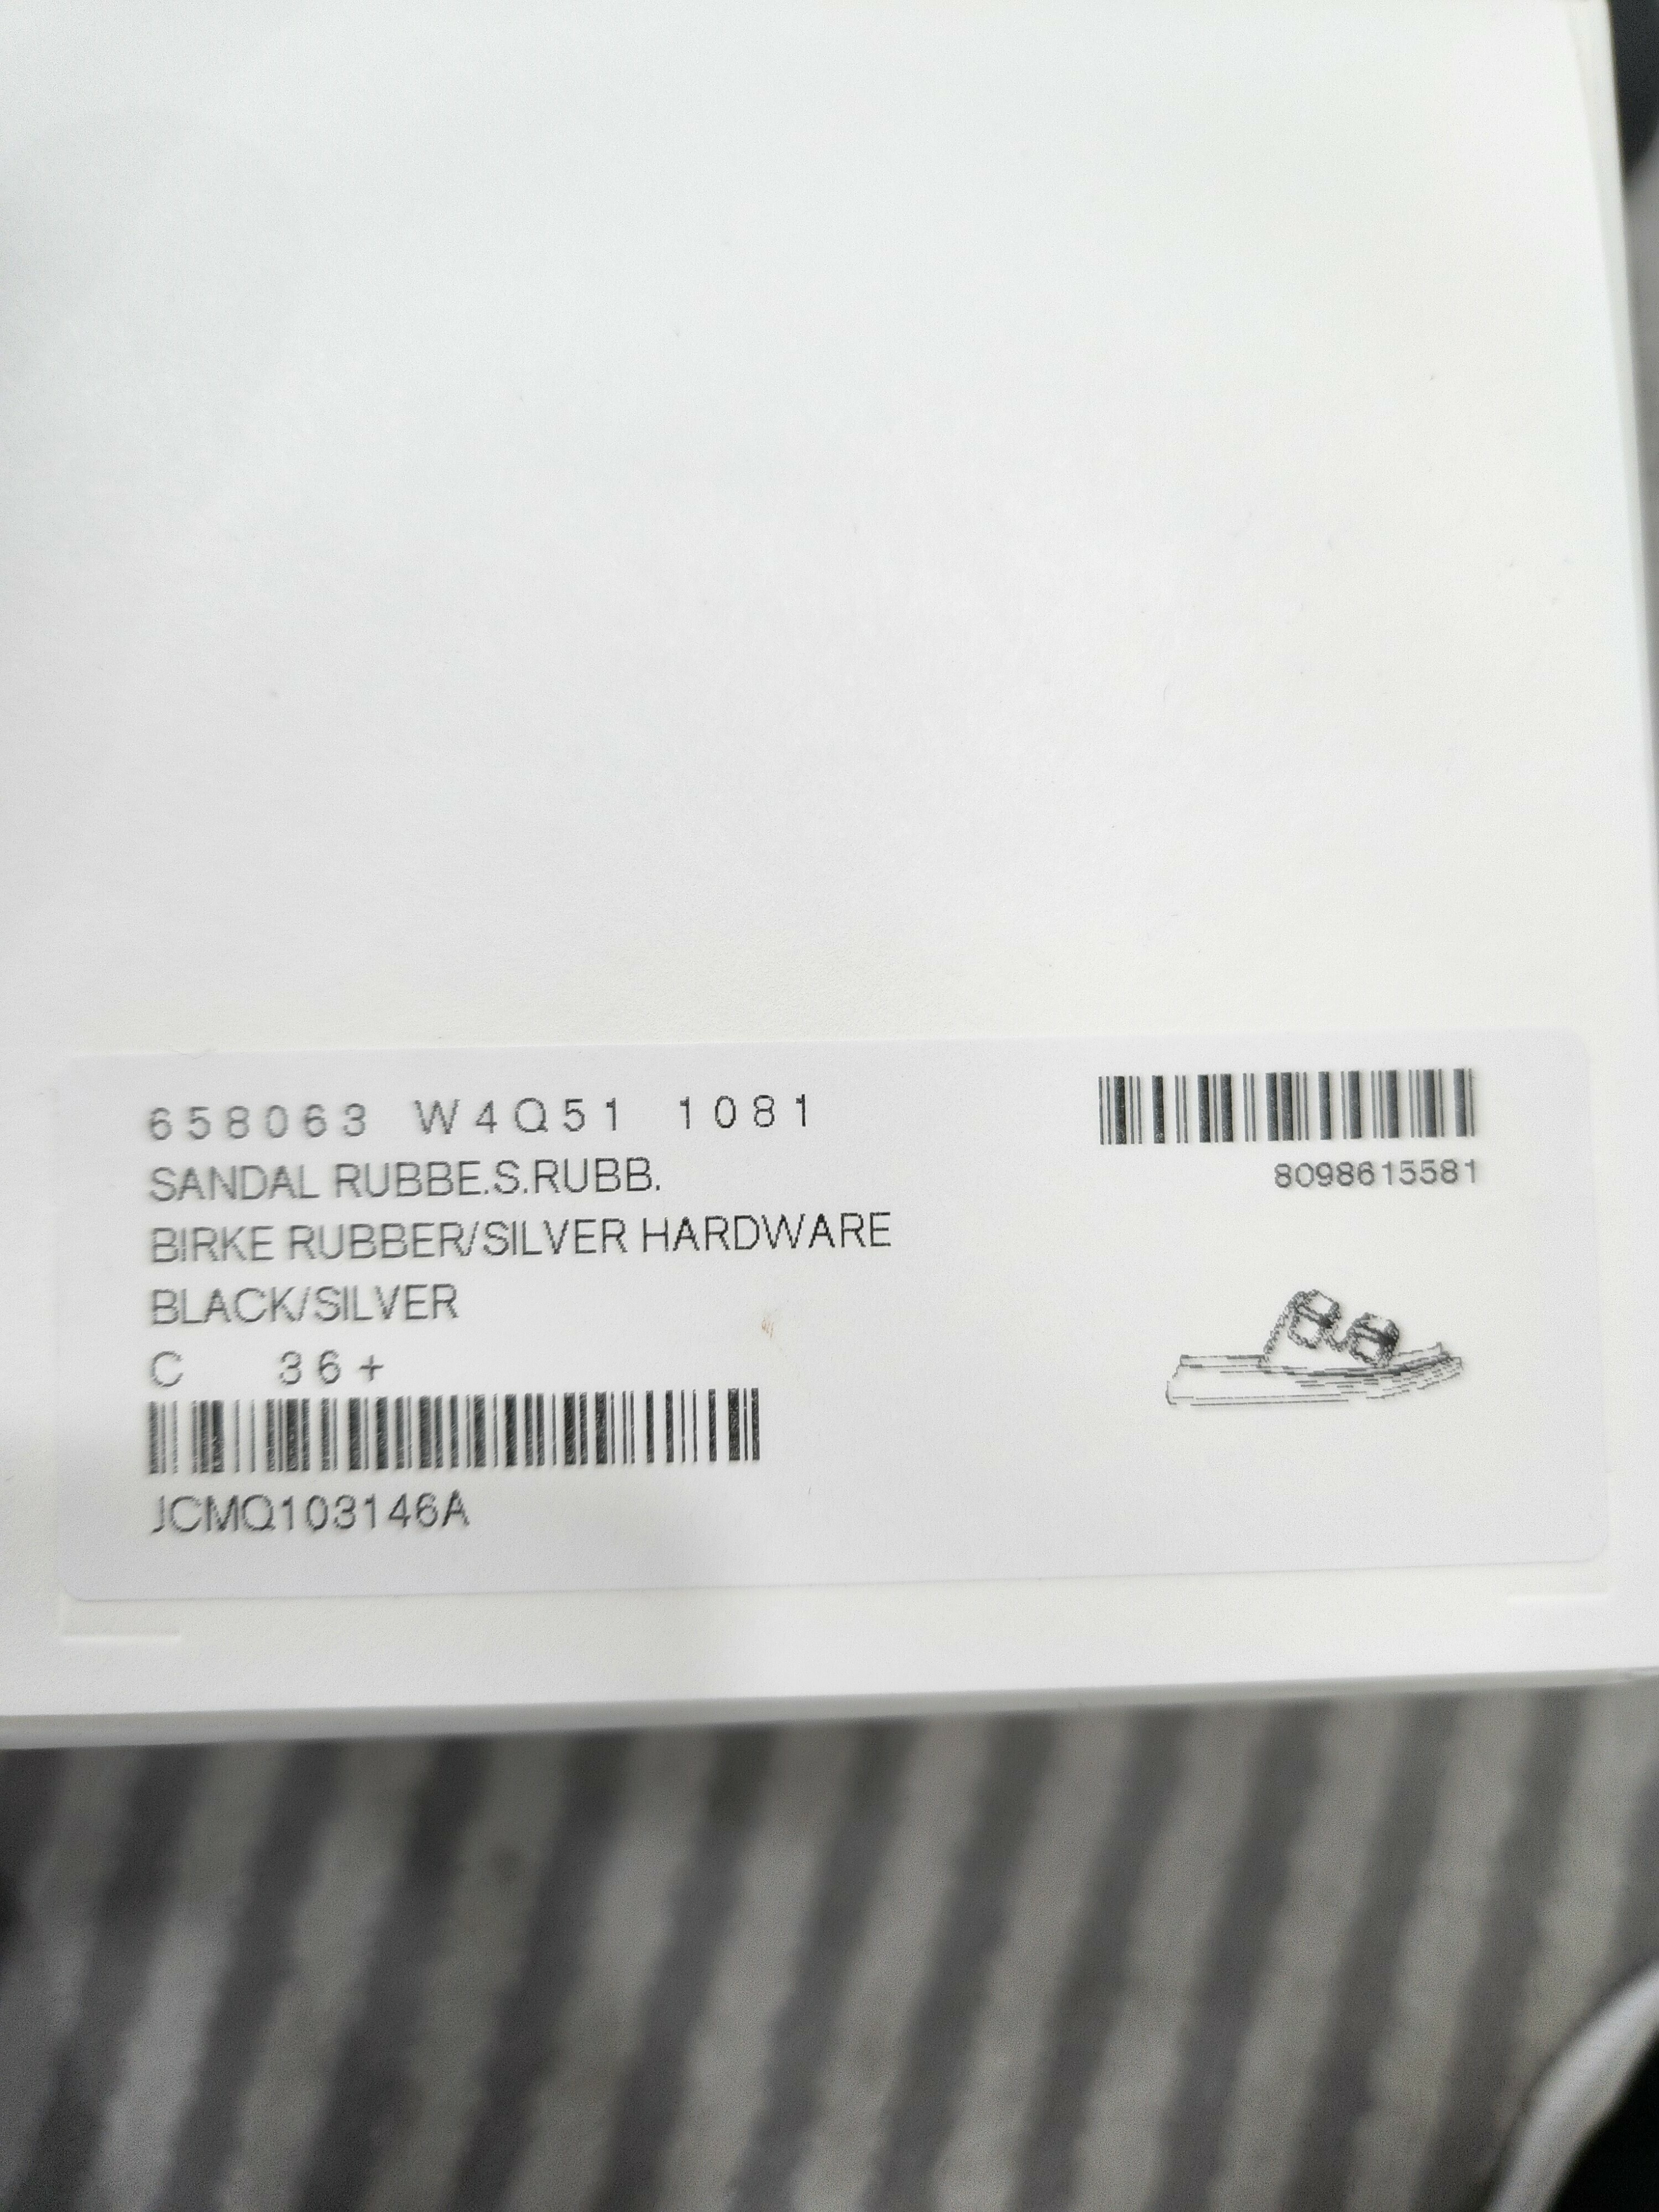 658063 W4Q51 1081
8098615581
SANDAL RUBBE.S.RUBB.
BIRKE RUBBER/SILVER HARDWARE
BLACK/SILVER
C 36+
JCMQ103146A